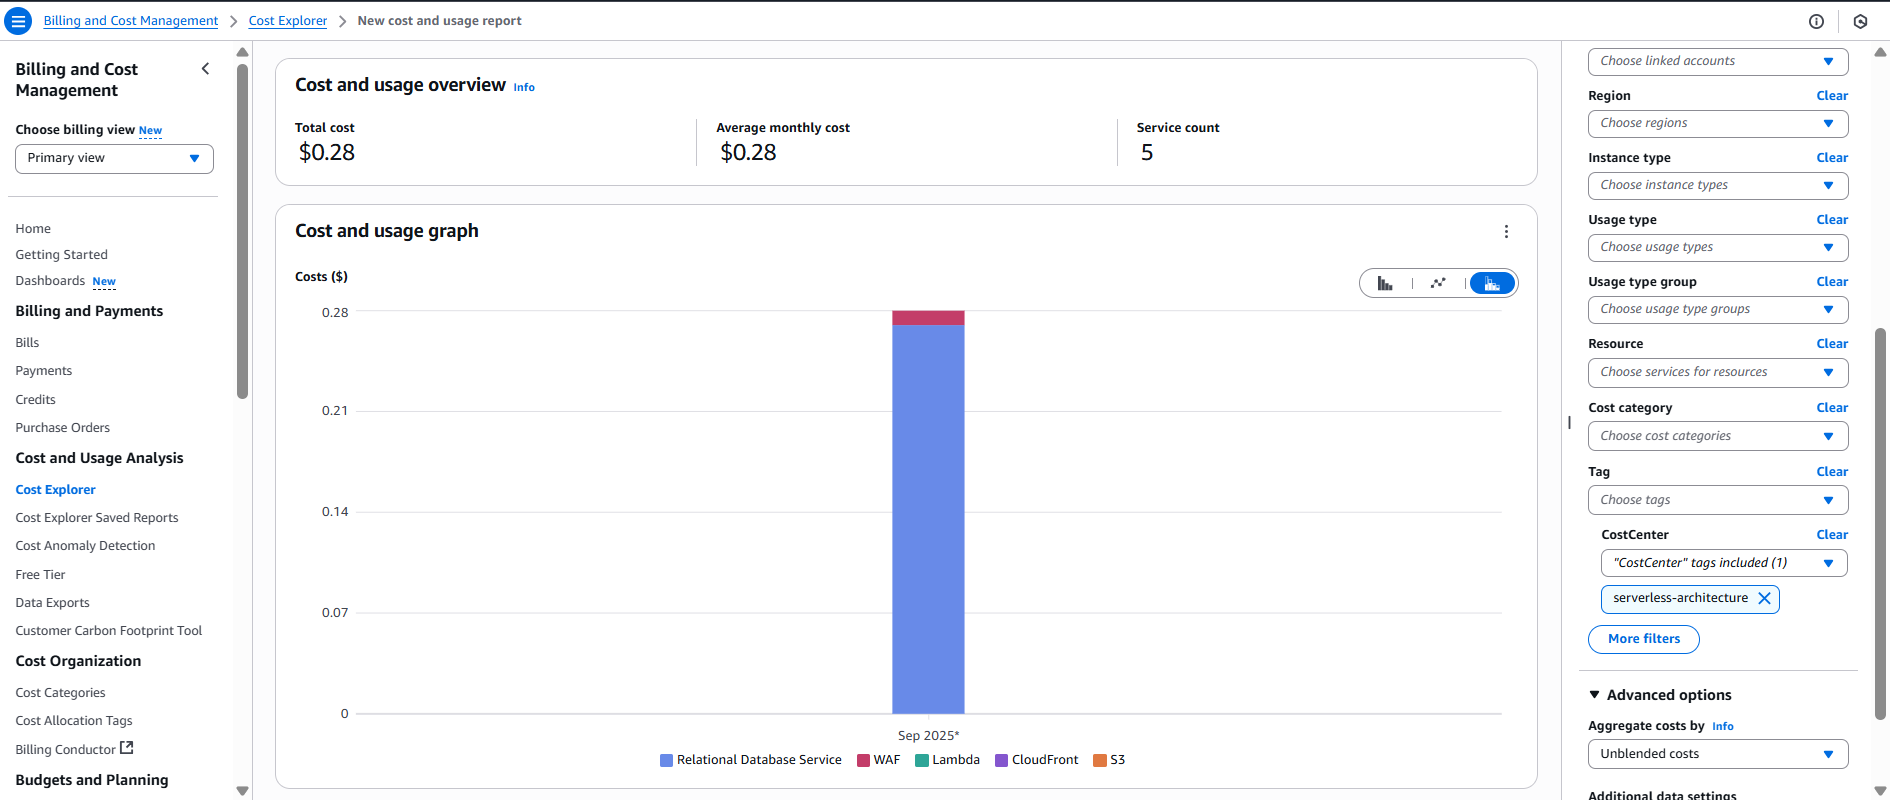 Billing and Cost Management > Cost Explorer > New cost and usage report
Billing and Cost
Management
Choose billing view New
Primary view
Home
Getting Started
Dashboards New
Billing and Payments
Bills
Payments
Credits
Purchase Orders
Cost and Usage Analysis
Cost Explorer
Cost Explorer Saved Reports
Cost Anomaly Detection
Free Tier
Data Exports
Customer Carbon Footprint Tool
Cost Organization
Cost Categories
Cost Allocation Tags
Billing Conductor
Budgets and Planning
Cost and usage overview Info
Total cost
$0.28
Average monthly cost
$0.28
Service count
5
Cost and usage graph
Costs ($)
0.28
0.21
0.14
0.07
0
Sep 2025*
Relational Database Service WAF Lambda CloudFront S3
Choose linked accounts
Region Clear
Choose regions
Instance type Clear
Choose instance types
Usage type Clear
Choose usage types
Usage type group Clear
Choose usage type groups
Resource Clear
Choose services for resources
Cost category Clear
Choose cost categories
Tag Clear
Choose tags
CostCenter Clear
"CostCenter" tags included (1)
serverless-architecture
More filters
Advanced options
Aggregate costs by Info
Unblended costs
Additional data settings